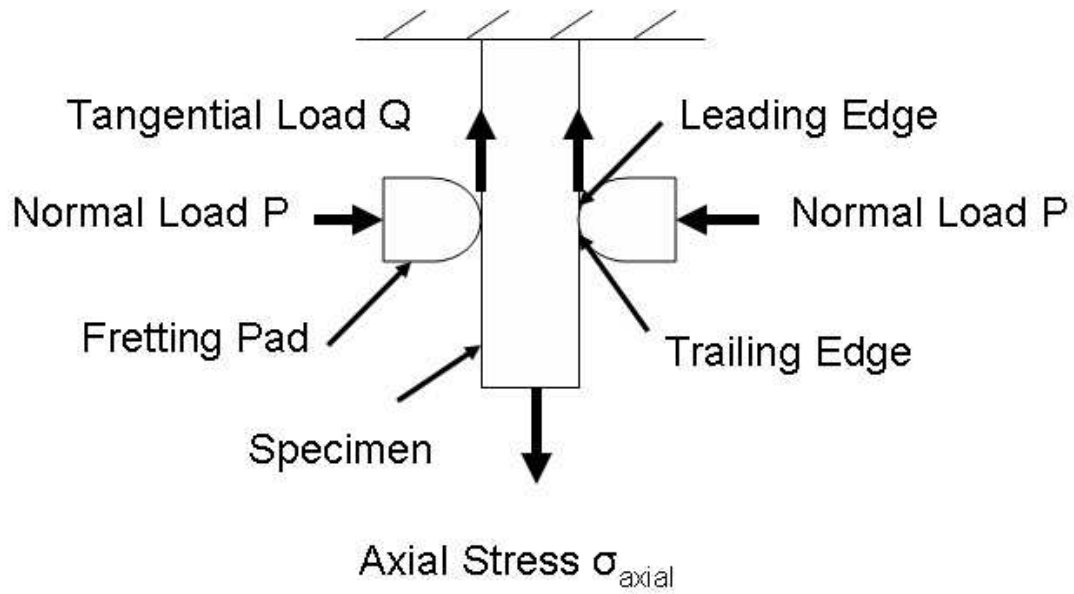 Tangential Load Q
Leading Edge
Normal Load P
Normal Load P
Fretting Pad
Trailing Edge
Specimen
Axial Stress σaxial